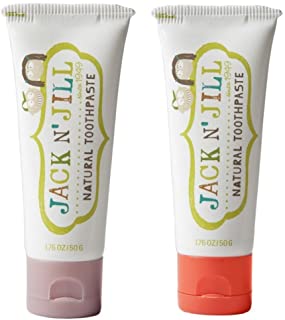 JACK N' JILL
Since 1949
NATURAL TOOTHPASTE
1.76 OZ/50 G
JACK N' JILL
Since 1949
NATURAL TOOTHPASTE
1.76 OZ/50 G